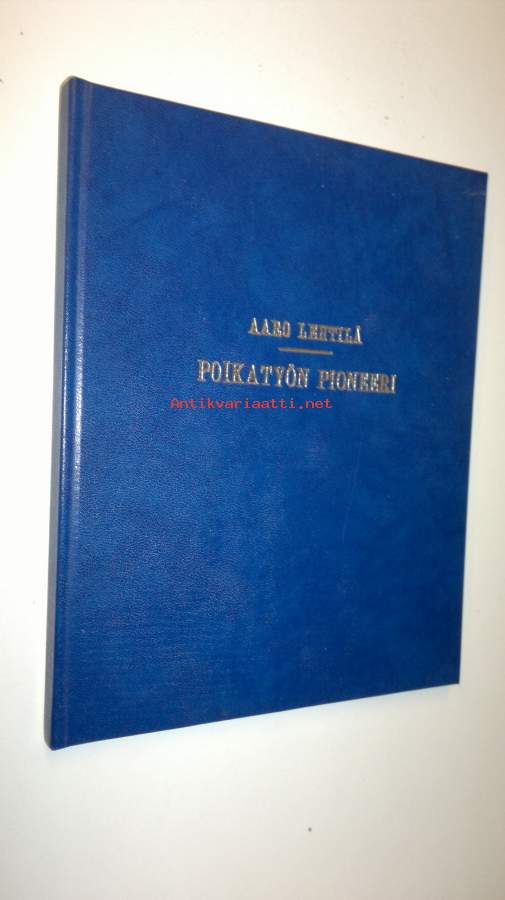 AARO LEHTILÄ
POIKATYÖN PIONEERI
Antikvariaatti.net